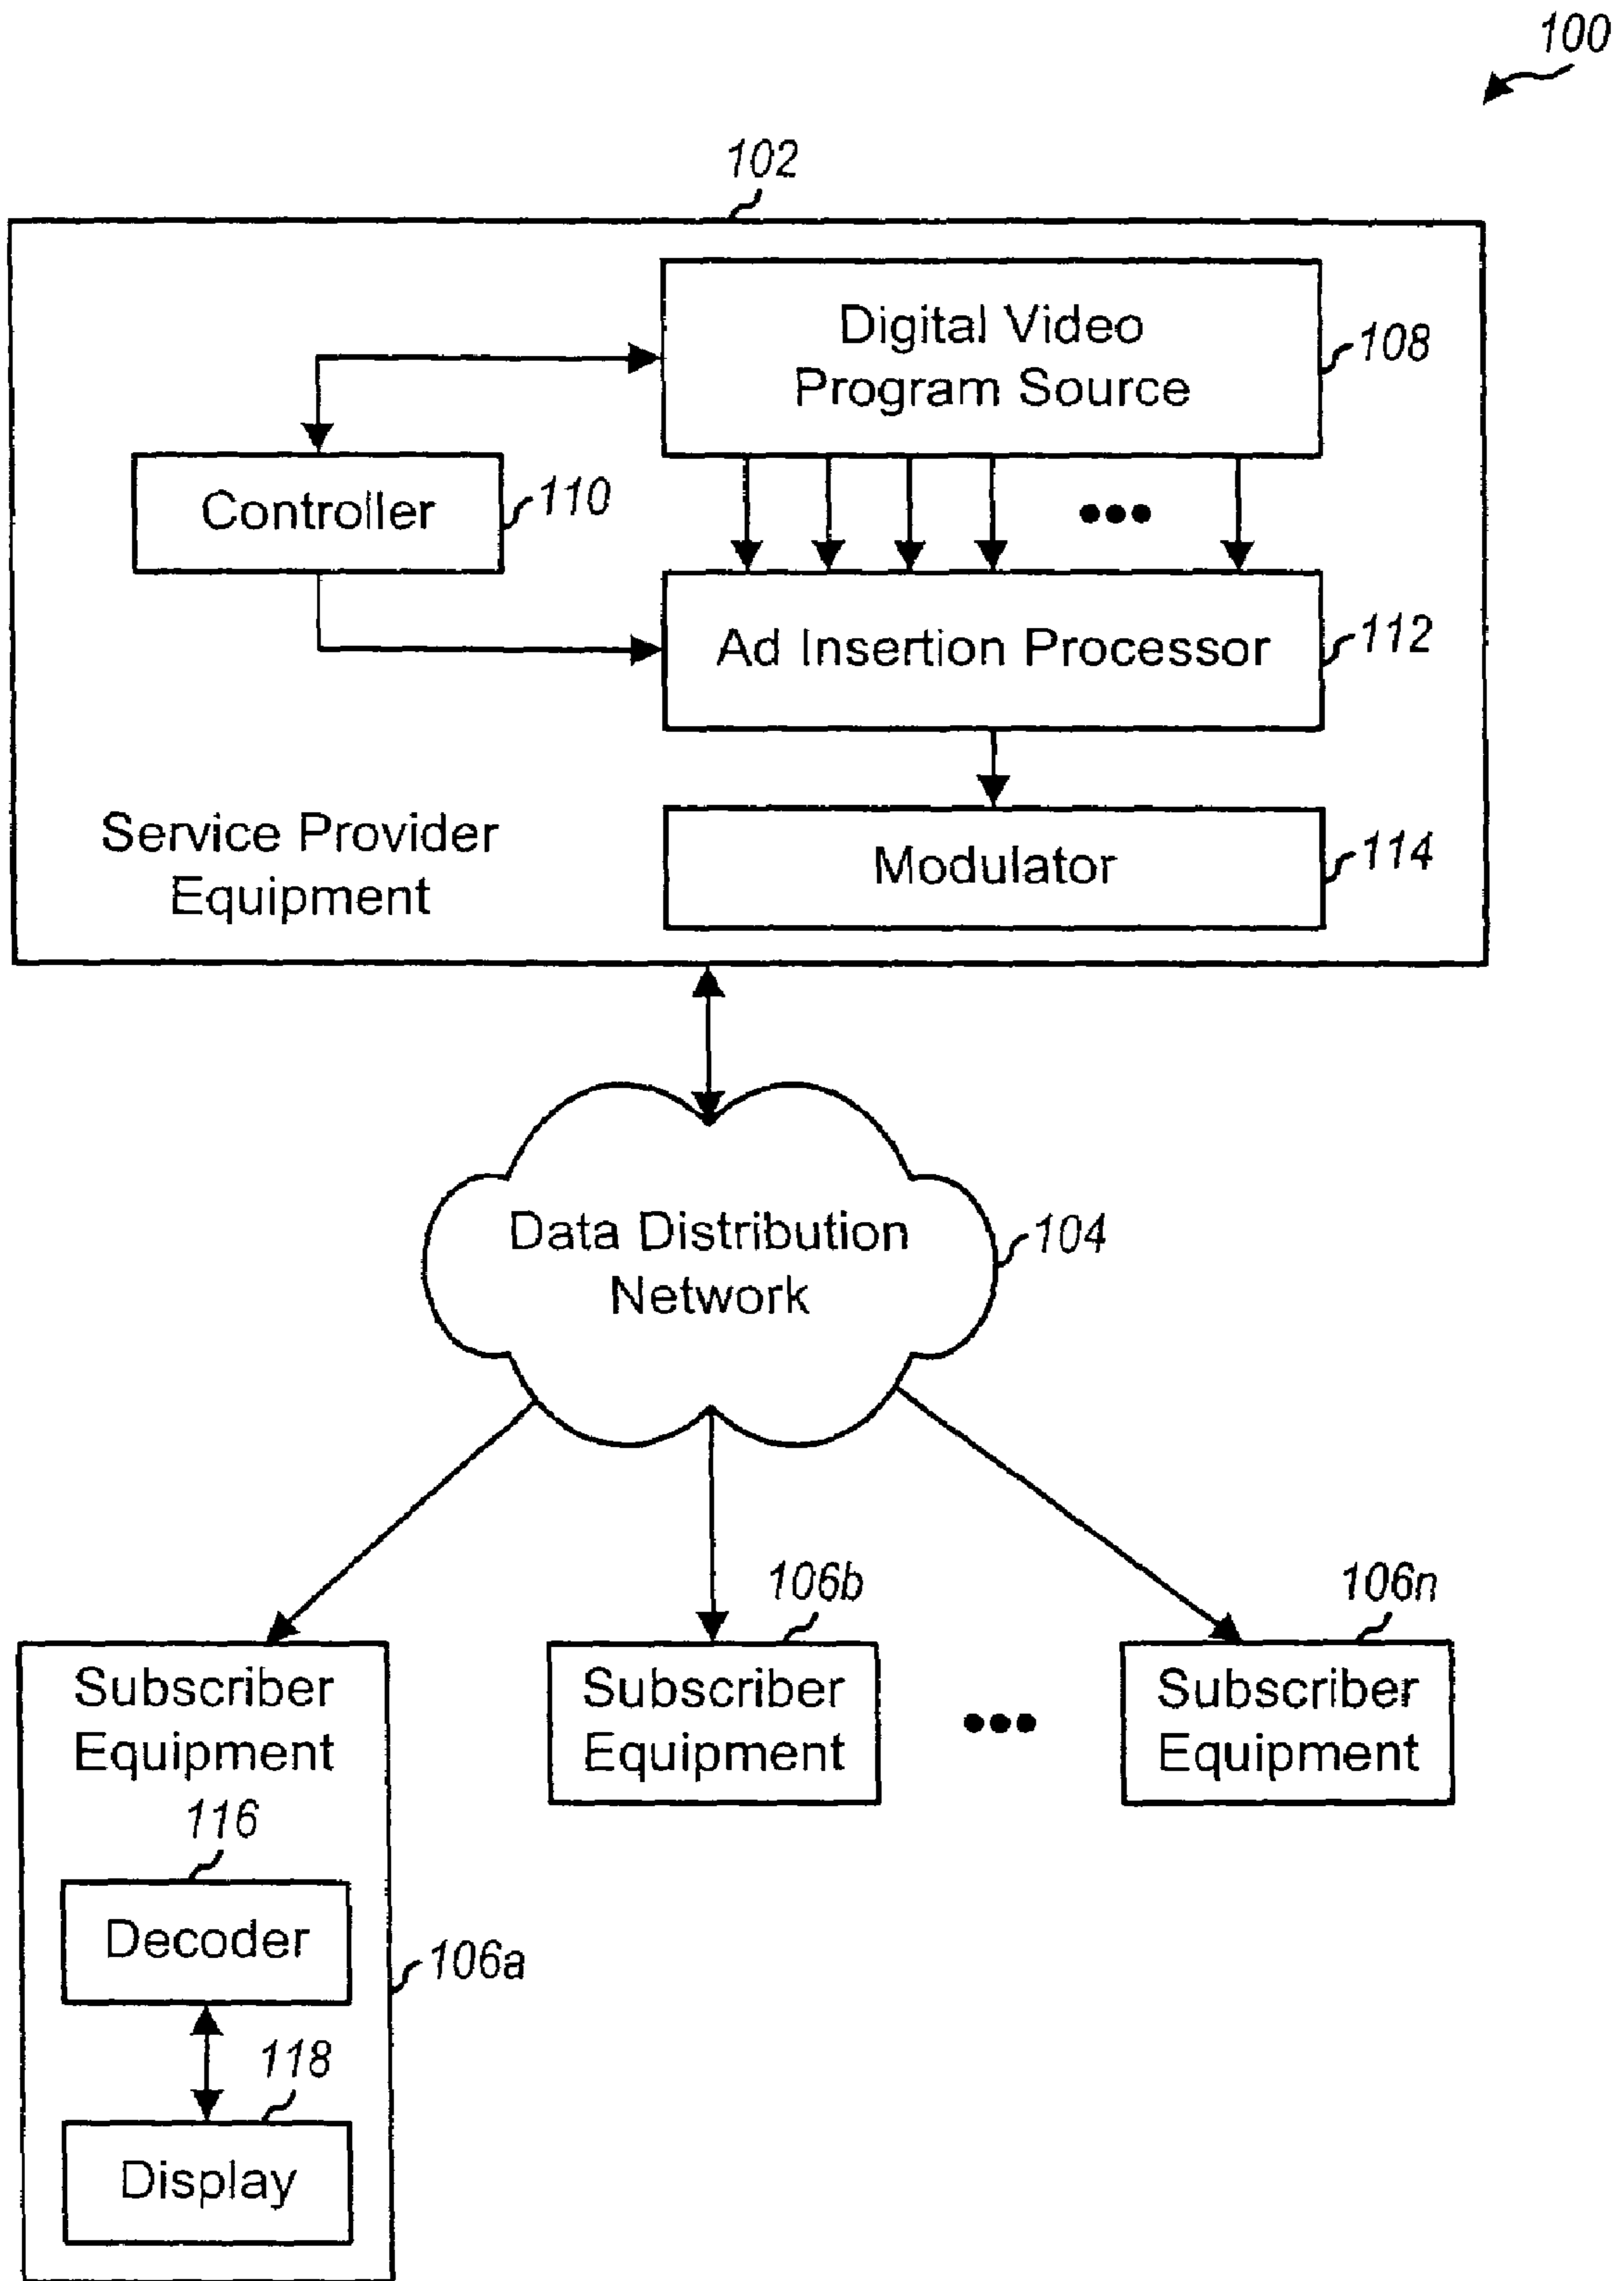 100
102
Digital Video
Program Source
108
Controller
110
Ad Insertion Processor
112
Service Provider
Equipment
Modulator
114
Data Distribution
Network
104
106b
106n
Subscriber
Equipment
Subscriber
Equipment
Subscriber
Equipment
116
Decoder
106a
118
Display